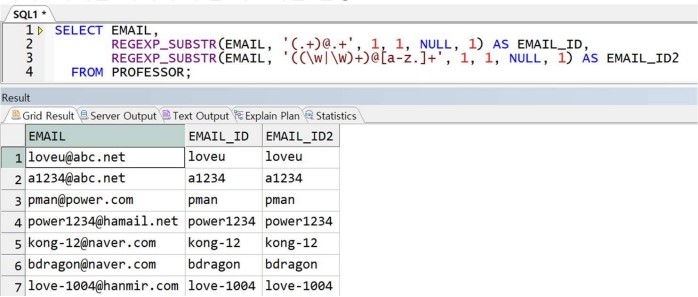 SQL1 *
1 SELECT EMAIL,
2 REGEXP_SUBSTR(EMAIL, '(.+)@.+', 1, 1, NULL, 1) AS EMAIL_ID,
3 REGEXP_SUBSTR(EMAIL, '((\w|\W)+)@[a-z.]+', 1, 1, NULL, 1) AS EMAIL_ID2
4 FROM PROFESSOR;
Result
Grid Result Server Output Text Output Explain Plan Statistics
EMAIL EMAIL_ID EMAIL_ID2
1 loveu@abc.net loveu loveu
2 a1234@abc.net a1234 a1234
3 pman@power.com pman pman
4 power1234@hamail.net power1234 power1234
5 kong-12@naver.com kong-12 kong-12
6 bdragon@naver.com bdragon bdragon
7 love-1004@hanmir.com love-1004 love-1004